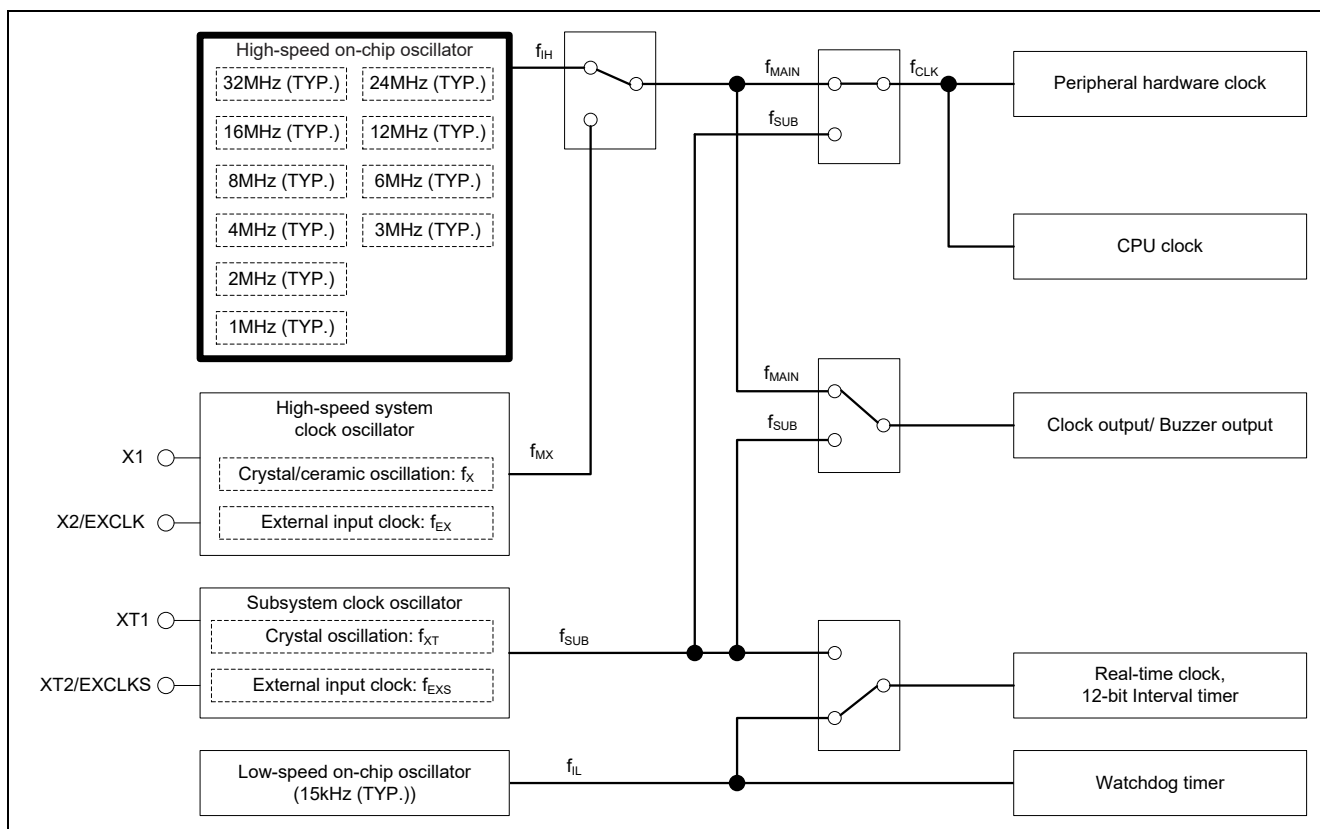 High-speed on-chip oscillator
32MHz (TYP.)
24MHz (TYP.)
16MHz (TYP.)
12MHz (TYP.)
8MHz (TYP.)
6MHz (TYP.)
4MHz (TYP.)
3MHz (TYP.)
2MHz (TYP.)
1MHz (TYP.)
fIH
fMAIN
fSUB
fCLK
Peripheral hardware clock
CPU clock
High-speed system
clock oscillator
Crystal/ceramic oscillation: fX
External input clock: fEX
X1
X2/EXCLK
fMX
fMAIN
fSUB
Clock output/ Buzzer output
Subsystem clock oscillator
Crystal oscillation: fXT
External input clock: fEXS
XT1
XT2/EXCLKS
fSUB
Real-time clock,
12-bit Interval timer
Low-speed on-chip oscillator
(15kHz (TYP.))
fIL
Watchdog timer